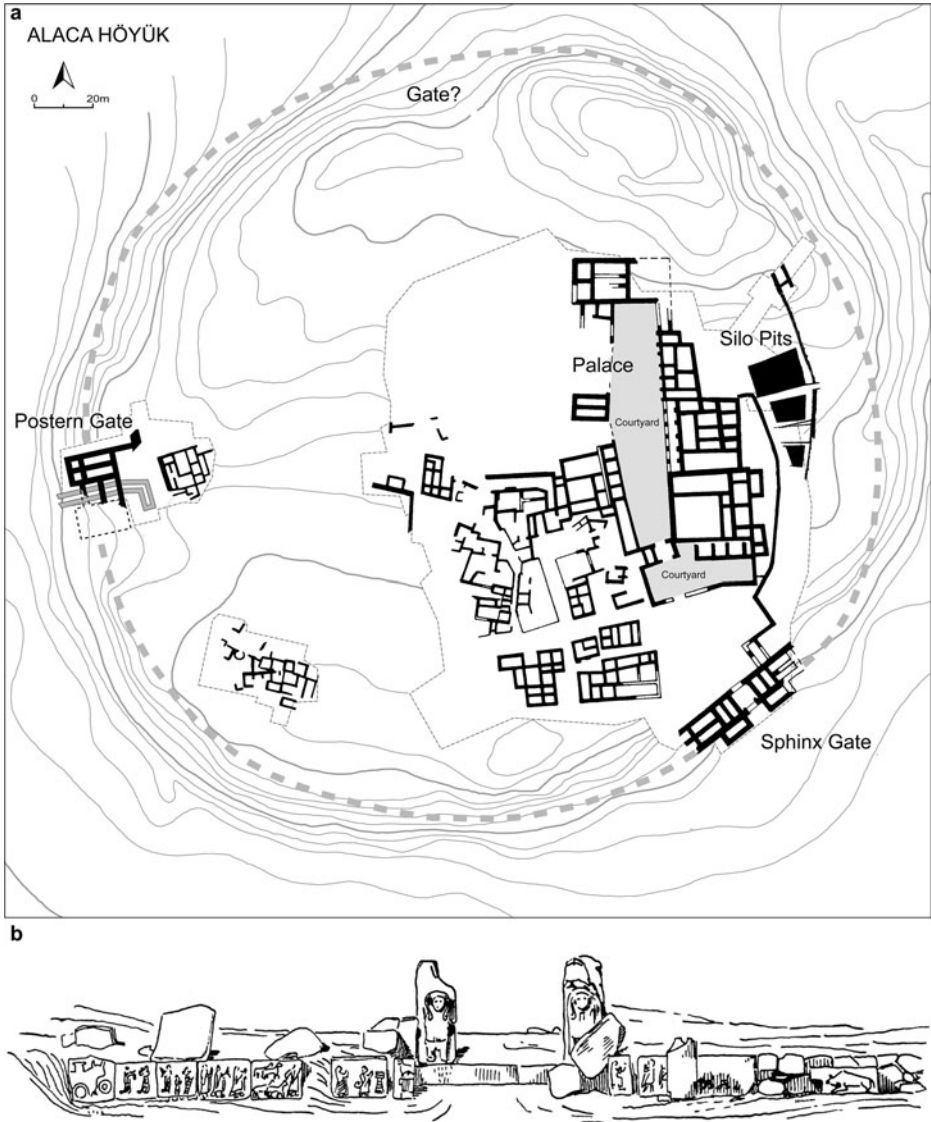 a
ALACA HÖYÜK
0 20m
Gate?
Silo Pits
Palace
Courtyard
Postern Gate
Courtyard
Sphinx Gate
b